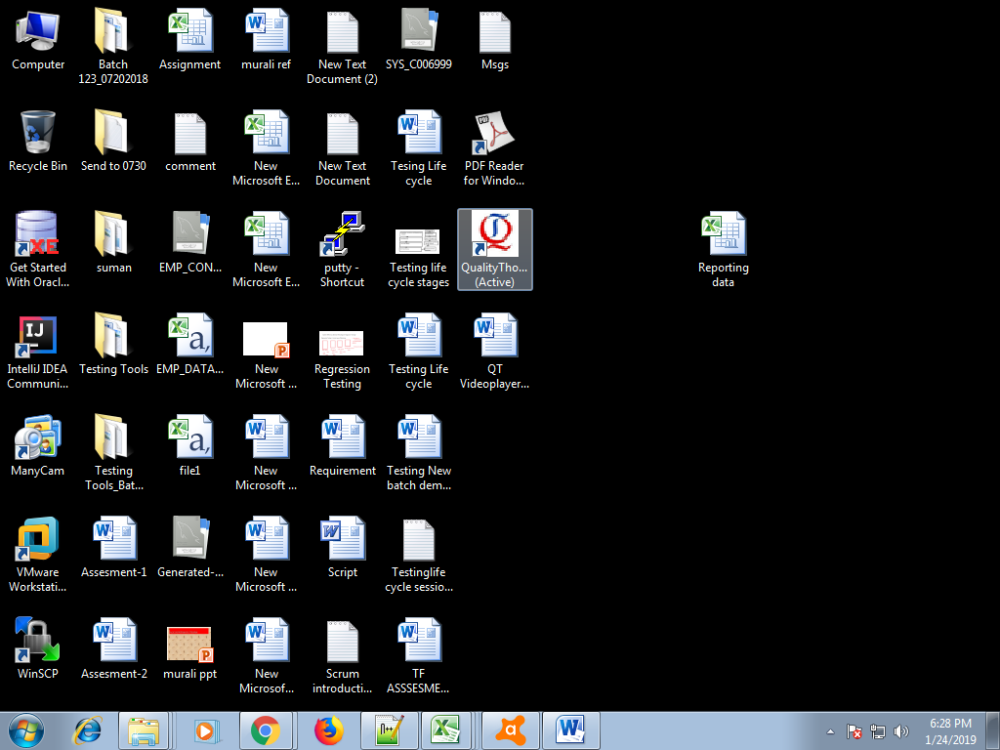 Computer
Batch
123_07202018
Assignment
murali ref
New Text
Document (2)
SYS_C006999
Msgs
Recycle Bin
Send to 0730
comment
New
Microsoft E...
New Text
Document
Tesing Life
cycle
PDF Reader
for Windo...
Get Started
With Oracl...
suman
EMP_CON...
New
Microsoft E...
putty -
Shortcut
Testing life
cycle stages
QualityTho...
(Active)
Reporting
data
IntelliJ IDEA
Communi...
Testing Tools
EMP_DATA...
New
Microsoft ...
Regression
Testing
Testing Life
cycle
QT
Videoplayer...
ManyCam
Testing
Tools_Bat...
file1
New
Microsoft ...
Requirement
Testing New
batch dem...
VMware
Workstati...
Assesment-1
Generated-...
New
Microsoft ...
Script
Testinglife
cycle sessio...
WinSCP
Assesment-2
murali ppt
New
Microsof...
Scrum
introducti...
TF
ASSSESME...
6:28 PM
1/24/2019